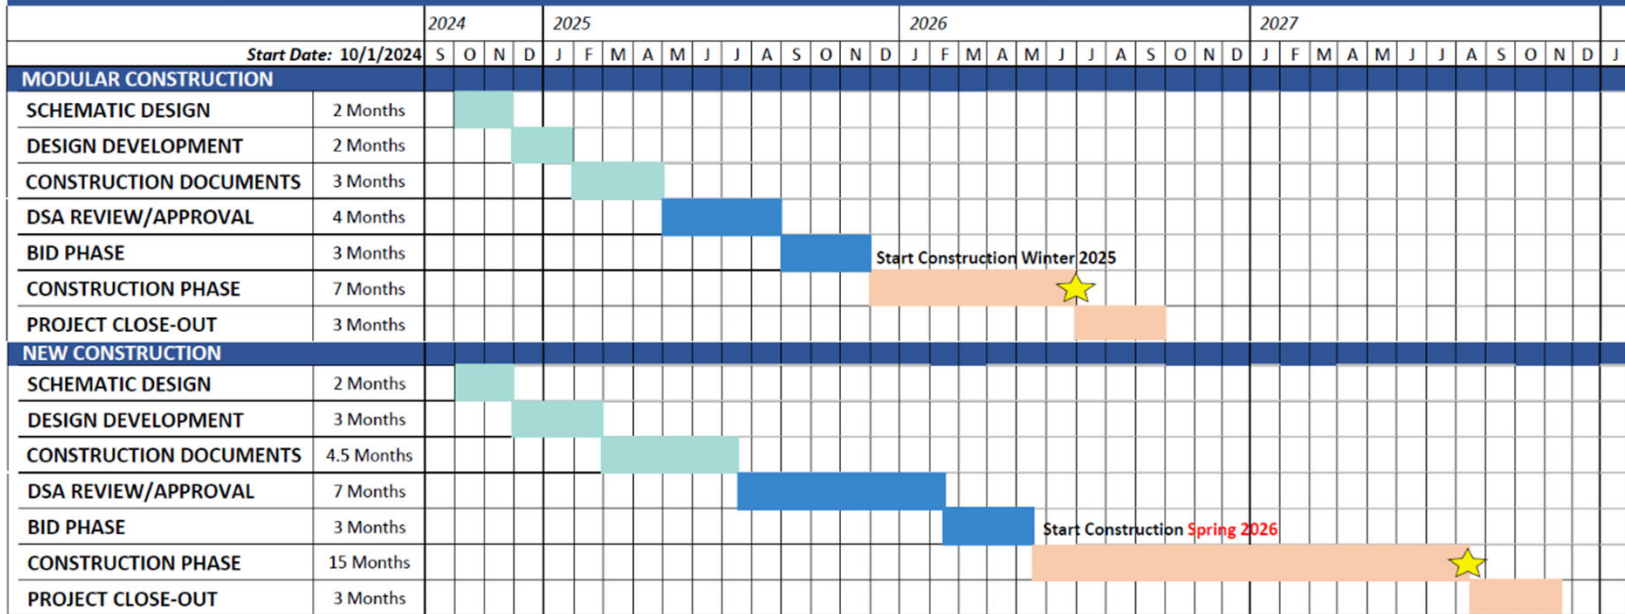 2024 2025 2026 2027
Start Date: 10/1/2024 S O N D J F M A M J J A S O N D J F M A M J J A S O N D J F M A M J J A S O N D J
MODULAR CONSTRUCTION
SCHEMATIC DESIGN 2 Months
DESIGN DEVELOPMENT 2 Months
CONSTRUCTION DOCUMENTS 3 Months
DSA REVIEW/APPROVAL 4 Months
BID PHASE 3 Months Start Construction Winter 2025
CONSTRUCTION PHASE 7 Months
PROJECT CLOSE-OUT 3 Months
NEW CONSTRUCTION
SCHEMATIC DESIGN 2 Months
DESIGN DEVELOPMENT 3 Months
CONSTRUCTION DOCUMENTS 4.5 Months
DSA REVIEW/APPROVAL 7 Months
BID PHASE 3 Months Start Construction Spring 2026
CONSTRUCTION PHASE 15 Months
PROJECT CLOSE-OUT 3 Months